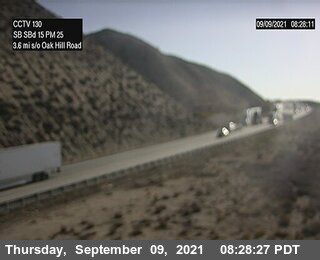 CCTV 130
SB SBd 15 PM 25
3.6 mi s/o Oak Hill Road
09/09/2021 08:28:11
Thursday, September 09, 2021 08:28:27 PDT